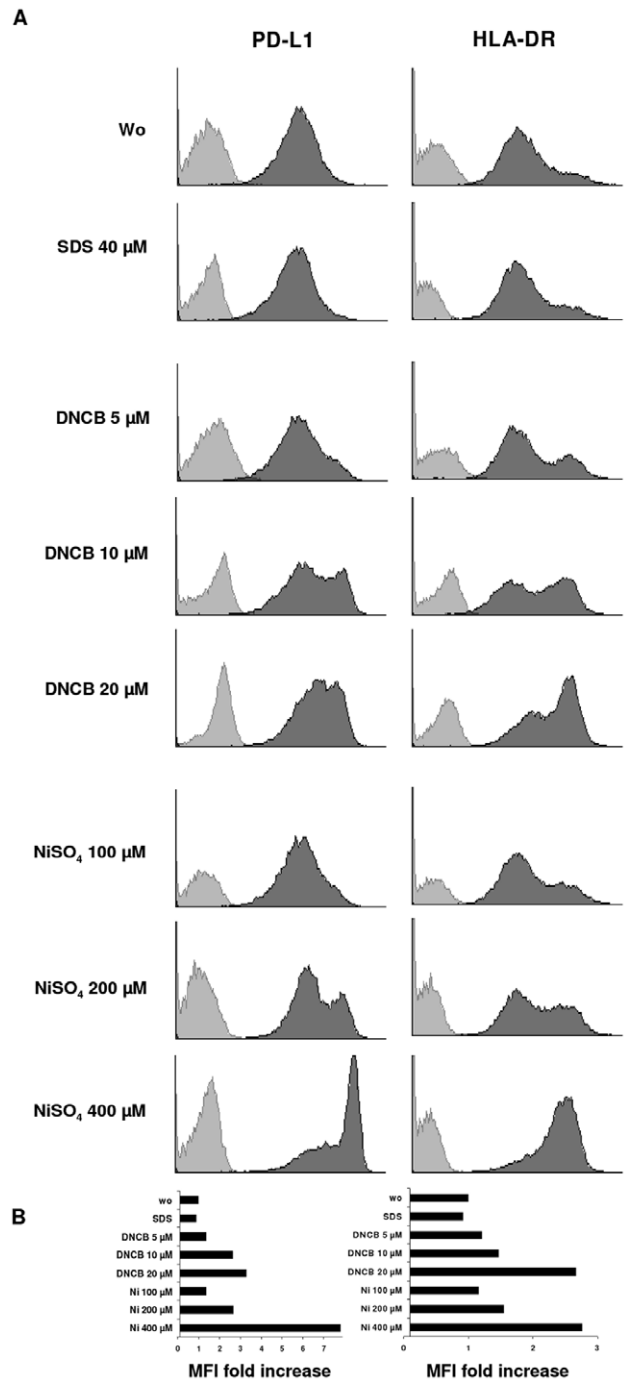 A
PD-L1 HLA-DR
Wo
SDS 40 µM
DNCB 5 µM
DNCB 10 µM
DNCB 20 µM
NiSO₄ 100 µM
NiSO₄ 200 µM
NiSO₄ 400 µM
B
wo
SDS
DNCB 5 µM
DNCB 10 µM
DNCB 20 µM
Ni 100 µM
Ni 200 µM
Ni 400 µM
0 1 2 3 4 5 6 7
MFI fold increase
wo
SDS
DNCB 5 µM
DNCB 10 µM
DNCB 20 µM
Ni 100 µM
Ni 200 µM
Ni 400 µM
0 1 2 3
MFI fold increase